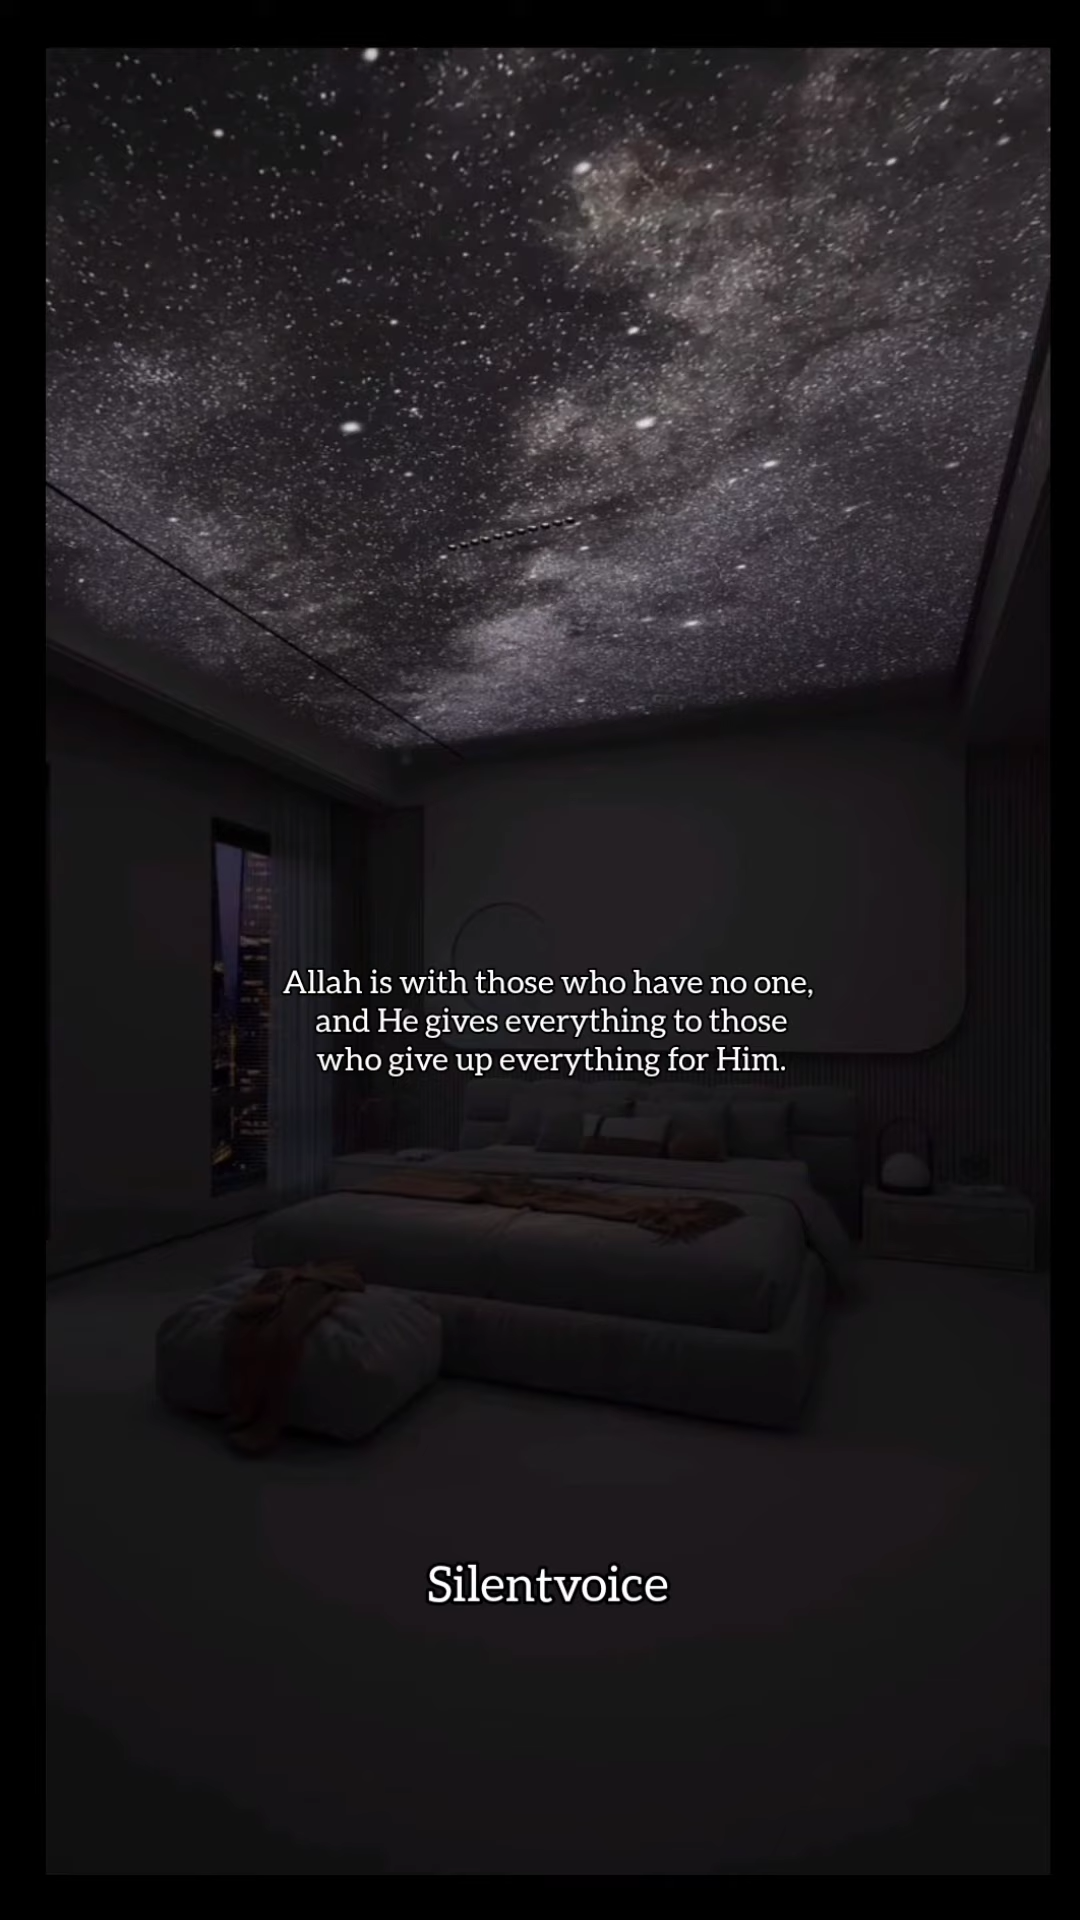 Allah is with those who have no one,
and He gives everything to those
who give up everything for Him.
Silentvoice